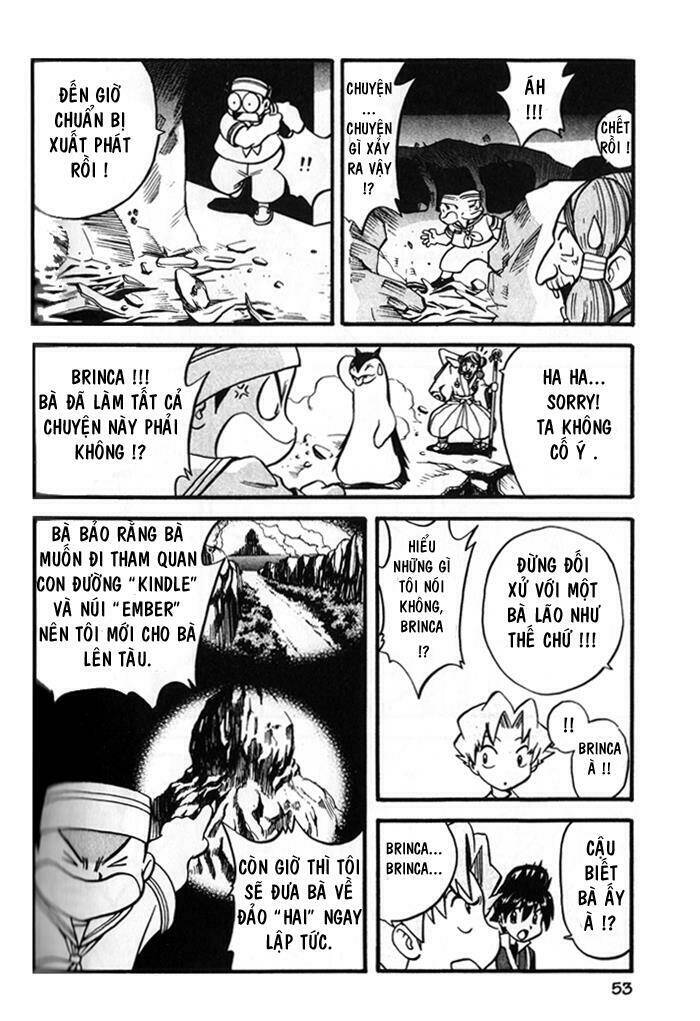 ĐẾN GIỜ
CHUẨN BỊ
XUẤT PHÁT
RỒI !
!!
CHUYỆN
...
CHUYỆN
GÌ XẢY
RA VẬY
!?
ÁH
!!!
CHẾT
RỒI !
BRINCA !!!
BÀ ĐÃ LÀM TẤT CẢ
CHUYỆN NÀY PHẢI
KHÔNG !?
HA HA...
SORRY!
TA KHÔNG
CỐ Ý .
BÀ BẢO RẰNG BÀ
MUỐN ĐI THAM QUAN
CON ĐƯỜNG “KINDLE”
VÀ NÚI “EMBER”
NÊN TÔI MỚI CHO BÀ
LÊN TÀU.
CÒN GIỜ THÌ TÔI
SẼ ĐƯA BÀ VỀ
ĐẢO “HAI” NGAY
LẬP TỨC.
HIỂU
NHỮNG GÌ
TÔI NÓI
KHÔNG,
BRINCA
!?
ĐỪNG ĐỐI
XỬ VỚI MỘT
BÀ LÃO NHƯ
THẾ CHỨ !!!
!!
BRINCA
À !!
BRINCA...
BRINCA...
CẬU
BIẾT
BÀ ẤY
À !?
53